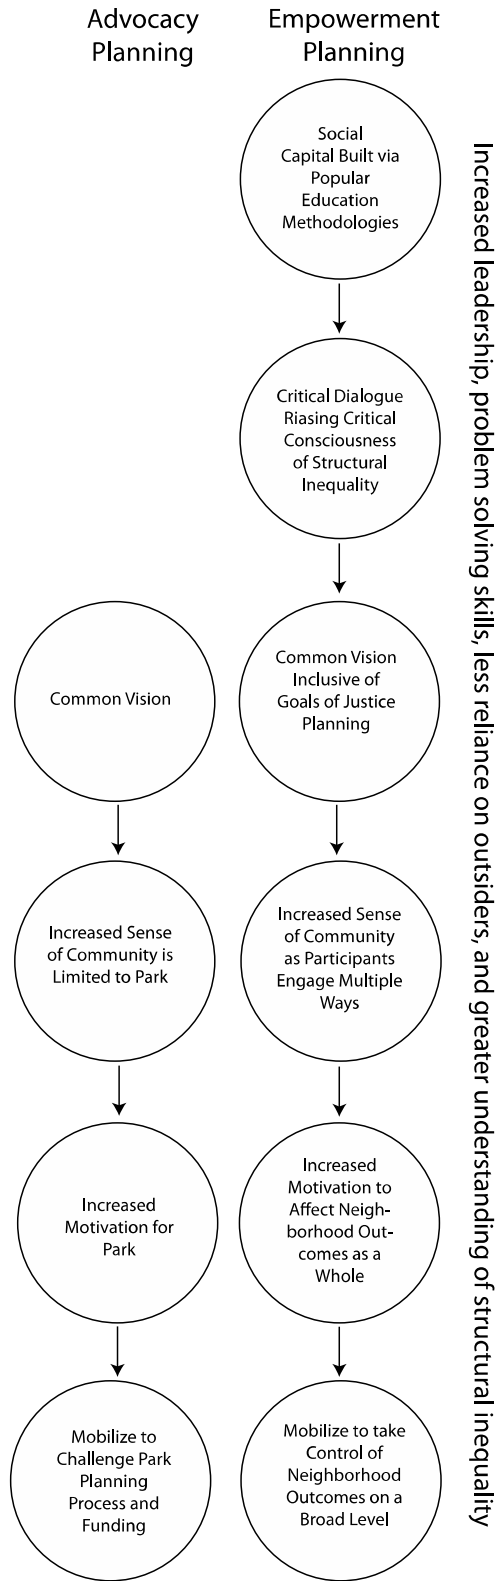 Advocacy
Planning
Empowerment
Planning
Social
Capital Built via
Popular
Education
Methodologies
Critical Dialogue
Riasing Critical
Consciousness
of Structural
Inequality
Common Vision
Common Vision
Inclusive of
Goals of Justice
Planning
Increased Sense
of Community is
Limited to Park
Increased Sense
of Community
as Participants
Engage Multiple
Ways
Increased
Motivation for
Park
Increased
Motivation to
Affect Neigh-
borhood Out-
comes as a
Whole
Mobilize to
Challenge Park
Planning
Process and
Funding
Mobilize to take
Control of
Neighborhood
Outcomes on a
Broad Level
Increased leadership, problem solving skills, less reliance on outsiders, and greater understanding of structural inequality